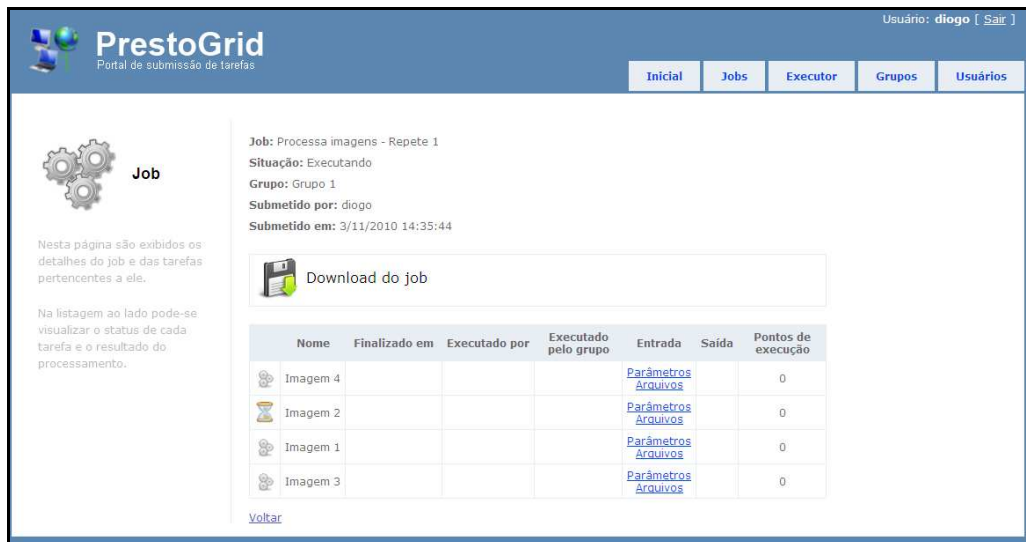 Usuário: diogo [ Sair ]
PrestoGrid
Portal de submissão de tarefas
Inicial Jobs Executor Grupos Usuários
Job
Nesta página são exibidos os
detalhes do job e das tarefas
pertencentes a ele.
Na listagem ao lado pode-se
visualizar o status de cada
tarefa e o resultado do
processamento.
Job: Processa imagens - Repete 1
Situação: Executando
Grupo: Grupo 1
Submetido por: diogo
Submetido em: 3/11/2010 14:35:44
Download do job
Nome Finalizado em Executado por Executado pelo grupo Entrada Saída Pontos de execução
Imagem 4 Parâmetros Arquivos 0
Imagem 2 Parâmetros Arquivos 0
Imagem 1 Parâmetros Arquivos 0
Imagem 3 Parâmetros Arquivos 0
Voltar